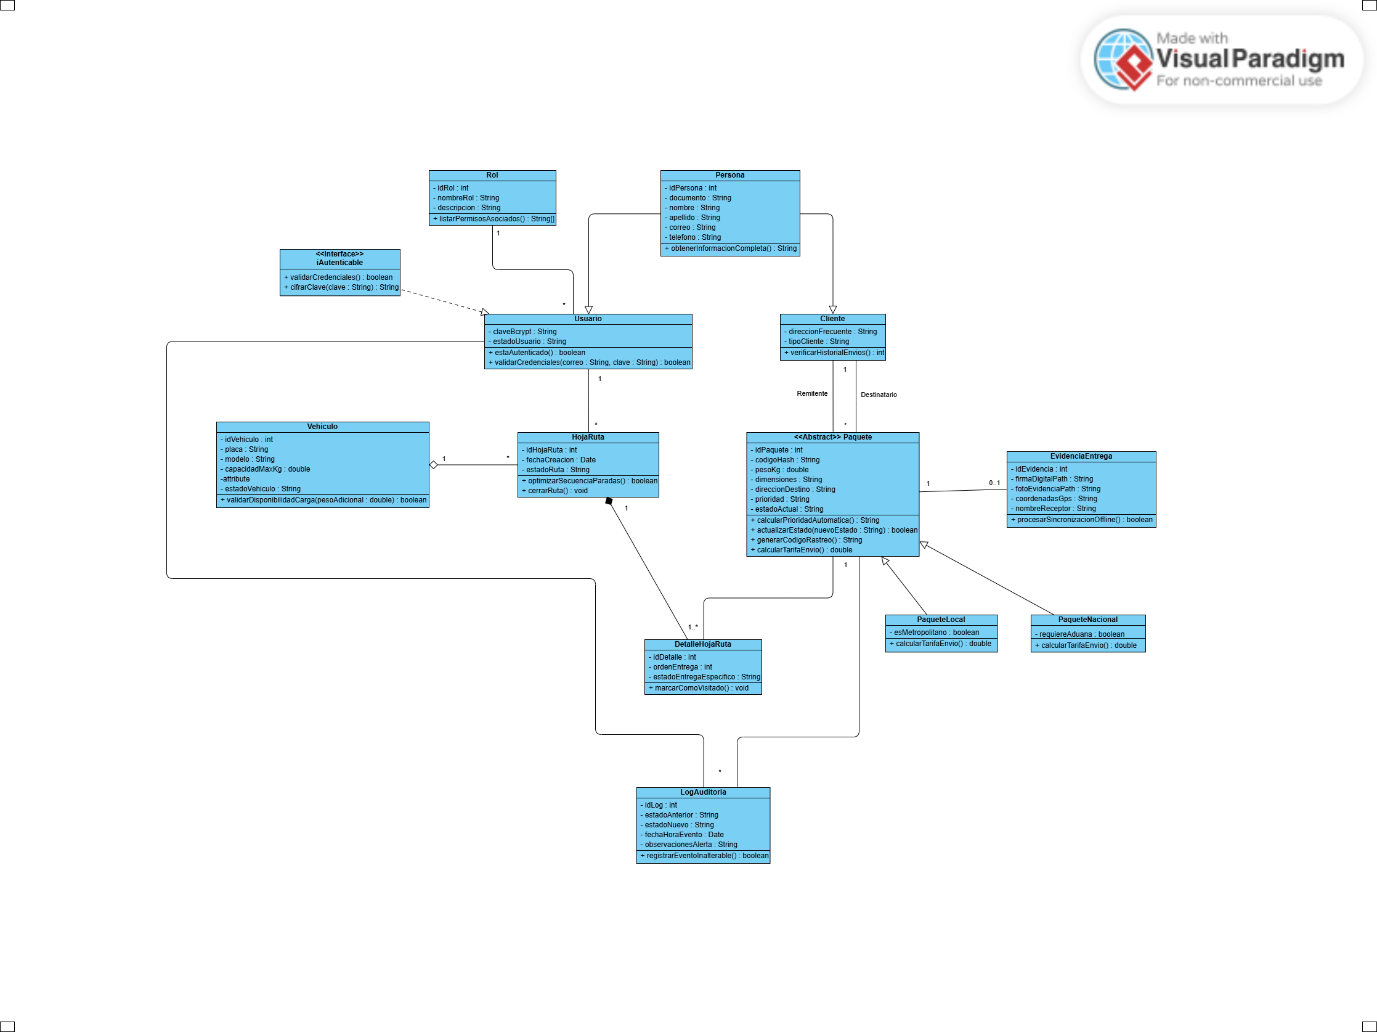 Made with
Visual Paradigm
For non-commercial use
Rol
- idRol : int
- nombreRol : String
- descripcion : String
+ listarPermisosAsociados() : String[]
Persona
- idPersona : int
- documento : String
- nombre : String
- apellido : String
- correo : String
- telefono : String
+ obtenerInformacionCompleta() : String
1
<<Interface>>
iAutenticable
+ validarCredenciales() : boolean
+ cifrarClave(clave : String) : String
*
Usuario
- claveBcrypt : String
- estadoUsuario : String
+ estaAutenticado() : boolean
+ validarCredenciales(correo : String, clave : String) : boolean
Cliente
- direccionFrecuente : String
- tipoCliente : String
+ verificarHistorialEnvios() : int
1
1
Remitente
Destinatario
*
*
Vehiculo
- idVehiculo : int
- placa : String
- modelo : String
- capacidadMaxKg : double
-attribute
- estadoVehiculo : String
+ validarDisponibilidadCarga(pesoAdicional : double) : boolean
1
*
HojaRuta
- idHojaRuta : int
- fechaCreacion : Date
- estadoRuta : String
+ optimizarSecuenciaParadas() : boolean
+ cerrarRuta() : void
1
<<Abstract>> Paquete
- idPaquete : int
- codigoHash : String
- pesoKg : double
- dimensiones : String
- direccionDestino : String
- prioridad : String
- estadoActual : String
+ calcularPrioridadAutomatica() : String
+ actualizarEstado(nuevoEstado : String) : boolean
+ generarCodigoRastreo() : String
+ calcularTarifaEnvio() : double
1
0..1
EvidenciaEntrega
- idEvidencia : int
- firmaDigitalPath : String
- fotoEvidenciaPath : String
- coordenadasGps : String
- nombreReceptor : String
+ procesarSincronizacionOffline() : boolean
1
PaqueteLocal
- esMetropolitano : boolean
+ calcularTarifaEnvio() : double
PaqueteNacional
- requiereAduana : boolean
+ calcularTarifaEnvio() : double
1..*
DetalleHojaRuta
- idDetalle : int
- ordenEntrega : int
- estadoEntregaEspecifico : String
+ marcarComoVisitado() : void
*
LogAuditoria
- idLog : int
- estadoAnterior : String
- estadoNuevo : String
- fechaHoraEvento : Date
- observacionesAlerta : String
+ registrarEventoInalterable() : boolean